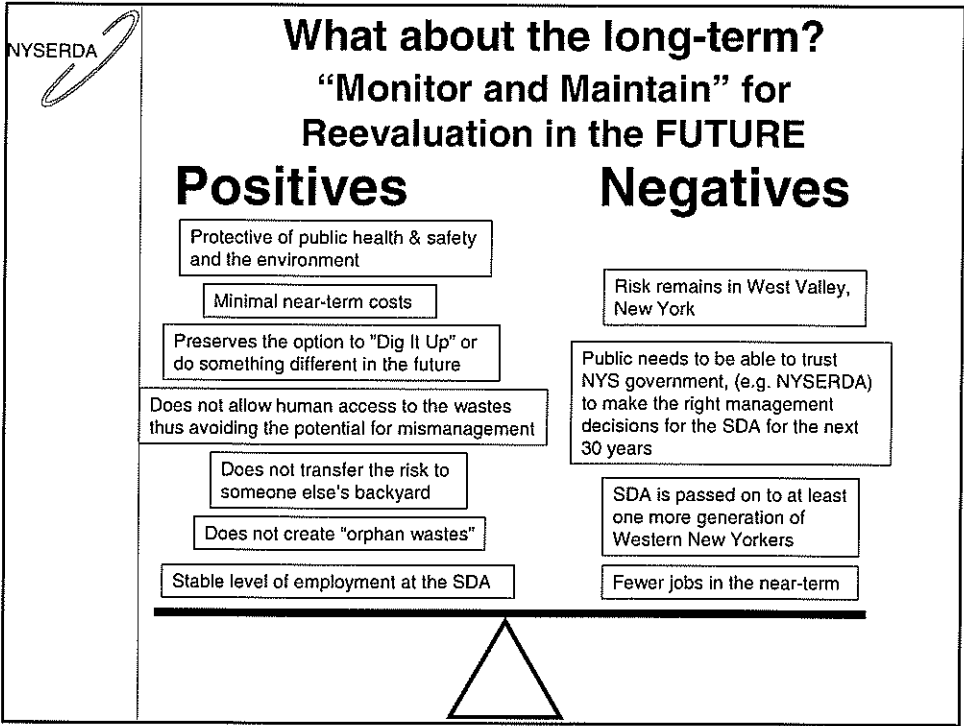 NYSERDA
What about the long-term?
“Monitor and Maintain” for
Reevaluation in the FUTURE
Positives
Protective of public health & safety
and the environment
Minimal near-term costs
Preserves the option to "Dig It Up" or
do something different in the future
Does not allow human access to the wastes
thus avoiding the potential for mismanagement
Does not transfer the risk to
someone else's backyard
Does not create “orphan wastes”
Stable level of employment at the SDA
Negatives
Risk remains in West Valley,
New York
Public needs to be able to trust
NYS government, (e.g. NYSERDA)
to make the right management
decisions for the SDA for the next
30 years
SDA is passed on to at least
one more generation of
Western New Yorkers
Fewer jobs in the near-term